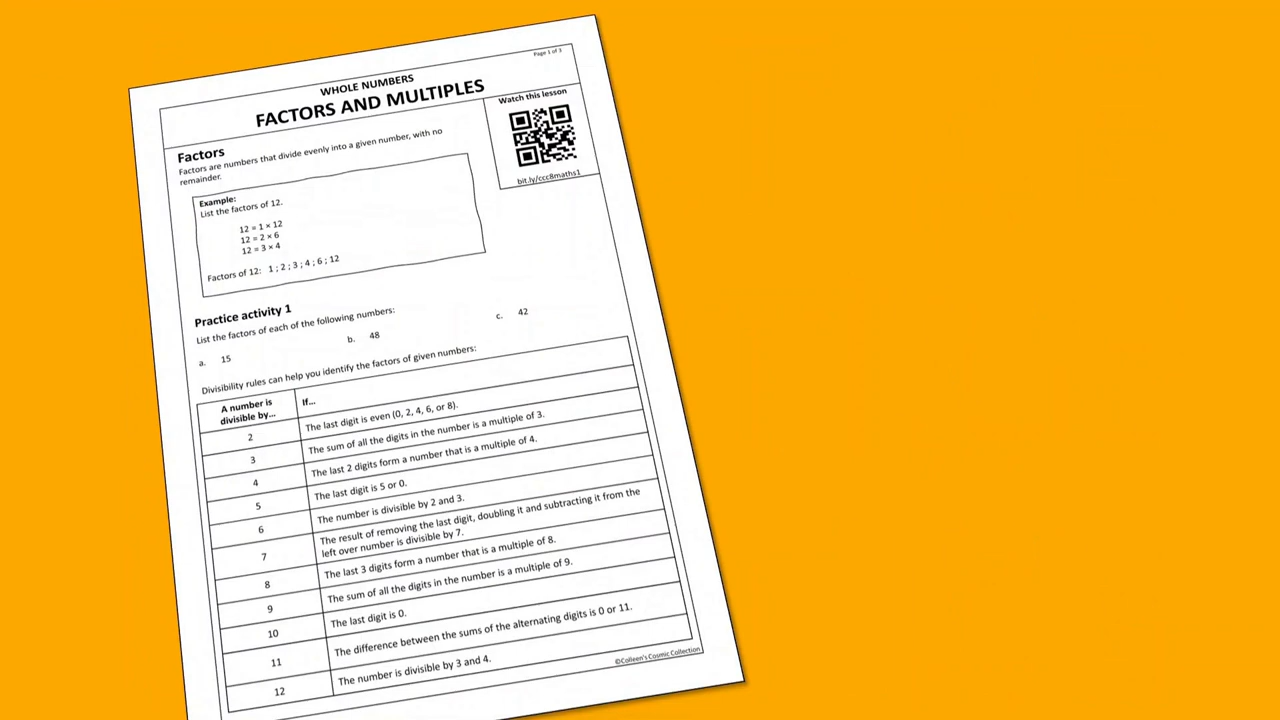 Page 1 of 3
WHOLE NUMBERS
FACTORS AND MULTIPLES
Watch this lesson
bit.ly/ccc8maths1
Factors
Factors are numbers that divide evenly into a given number, with no
remainder.
Example:
List the factors of 12.
12 = 1 × 12
12 = 2 × 6
12 = 3 × 4
Factors of 12: 1 ; 2 ; 3 ; 4 ; 6 ; 12
Practice activity 1
List the factors of each of the following numbers:
a. 15 b. 48 c. 42
Divisibility rules can help you identify the factors of given numbers:
A number is
divisible by... If...
2 The last digit is even (0, 2, 4, 6, or 8).
3 The sum of all the digits in the number is a multiple of 3.
4 The last 2 digits form a number that is a multiple of 4.
5 The last digit is 5 or 0.
6 The number is divisible by 2 and 3.
7 The result of removing the last digit, doubling it and subtracting it from the
left over number is divisible by 7.
8 The last 3 digits form a number that is a multiple of 8.
9 The sum of all the digits in the number is a multiple of 9.
10 The last digit is 0.
11 The difference between the sums of the alternating digits is 0 or 11.
12 The number is divisible by 3 and 4.
©Colleen's Cosmic Collection